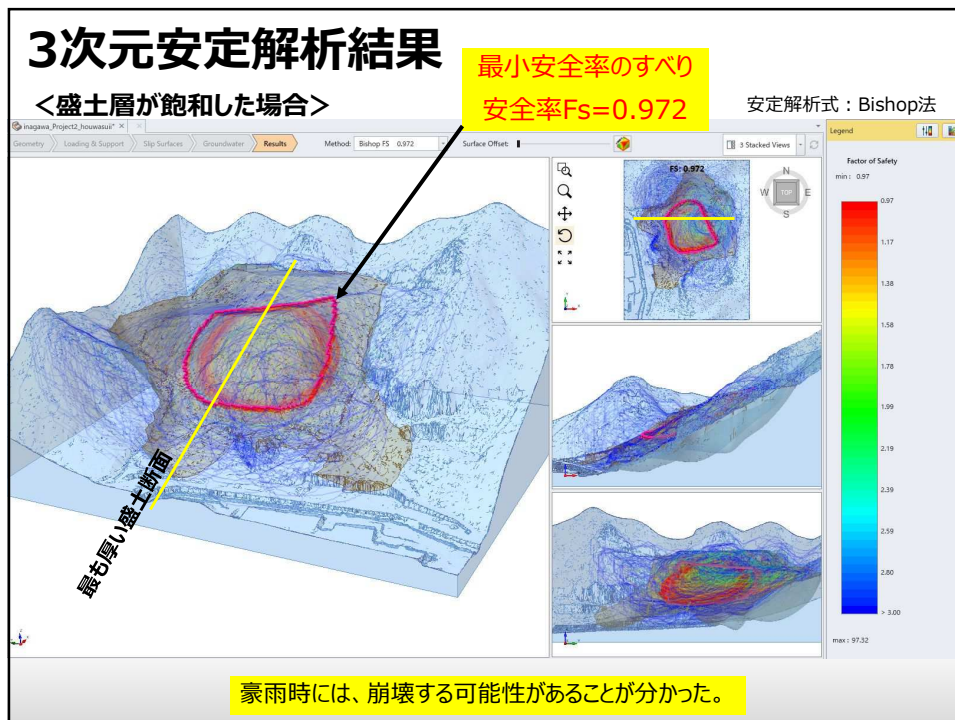 3次元安定解析結果
最小安全率のすべり
安全率Fs=0.972
<盛土層が飽和した場合>
安定解析式：Bishop法
inagawa_Project2_houwasuii*
Geometry
Loading & Support
Slip Surfaces
Groundwater
Results
Method: Bishop FS 0.972
Surface Offset:
3 Stacked Views
Legend
FS: 0.972
N
W TOP E
S
Factor of Safety
min : 0.97
0.97
1.17
1.38
1.58
1.78
1.99
2.19
2.39
2.59
2.80
> 3.00
max : 97.32
最も厚い盛土断面
豪雨時には、崩壊する可能性があることが分かった。